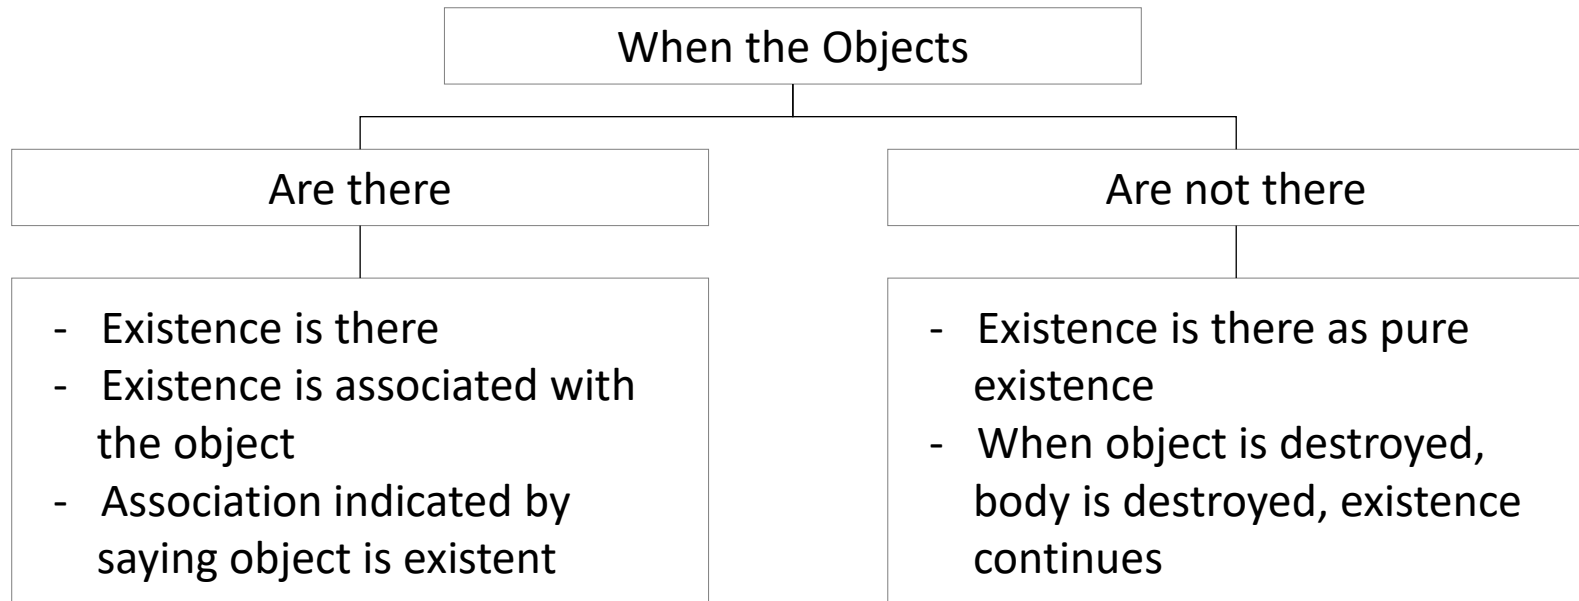 When the Objects
Are there
- Existence is there
- Existence is associated with
the object
- Association indicated by
saying object is existent
Are not there
- Existence is there as pure
existence
- When object is destroyed,
body is destroyed, existence
continues